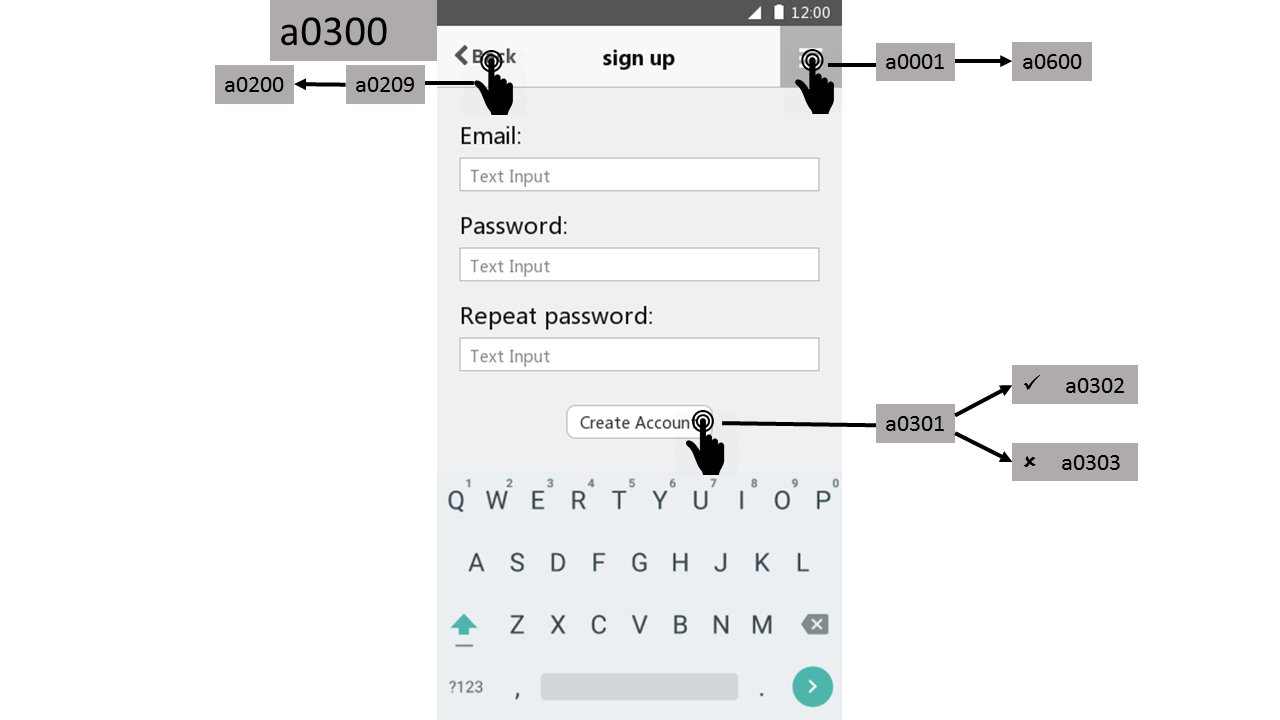 a0300
12:00
Back
sign up
a0001
a0600
a0200
a0209
Email:
Text Input
Password:
Text Input
Repeat password:
Text Input
Create Account
a0301
✓ a0302
✘ a0303
1 2 3 4 5 6 7 8 9 0
Q W E R T Y U I O P
A S D F G H J K L
Z X C V B N M
?123 , .